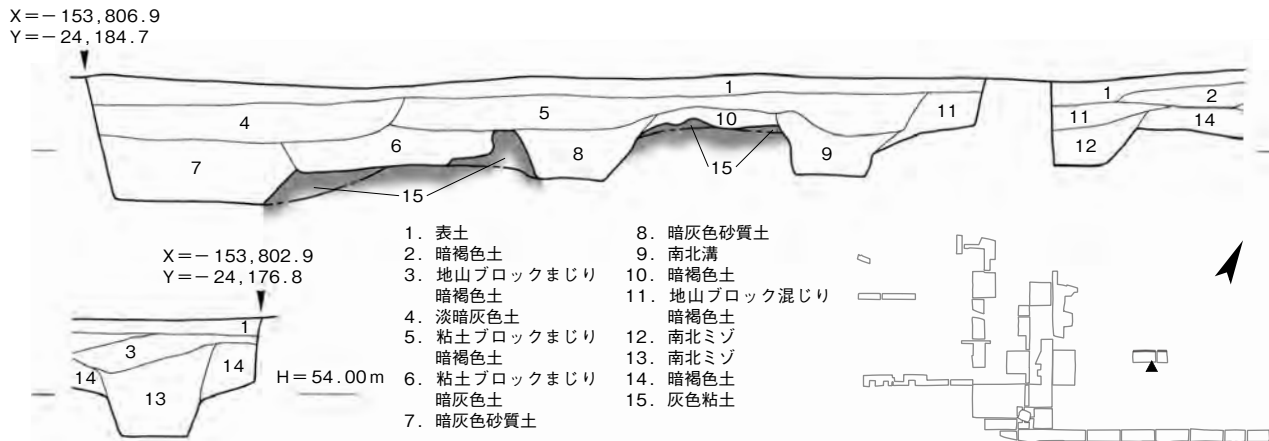 X=－153,806.9
Y=－24,184.7
1
1
2
11
5
10
11
4
14
6
8
7
9
12
15
15
X=－153,802.9
Y=－24,176.8
1
3
14
14
13
H=54.00m
1. 表土
2. 暗褐色土
3. 地山ブロックまじり
暗褐色土
4. 淡暗灰色土
5. 粘土ブロックまじり
暗褐色土
6. 粘土ブロックまじり
暗灰色土
7. 暗灰色砂質土
8. 暗灰色砂質土
9. 南北溝
10. 暗褐色土
11. 地山ブロック混じり
暗褐色土
12. 南北ミゾ
13. 南北ミゾ
14. 暗褐色土
15. 灰色粘土